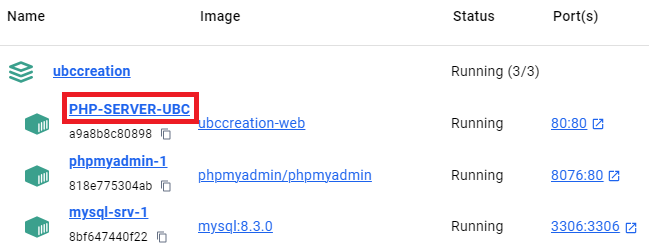 Name Image Status Port(s)
ubccreation Running (3/3)
PHP-SERVER-UBC
a9a8b8c80898 ubccreation-web Running 80:80
phpmyadmin-1
818e775304ab phpmyadmin/phpmyadmin Running 8076:80
mysql-srv-1
8bf647440f22 mysql:8.3.0 Running 3306:3306